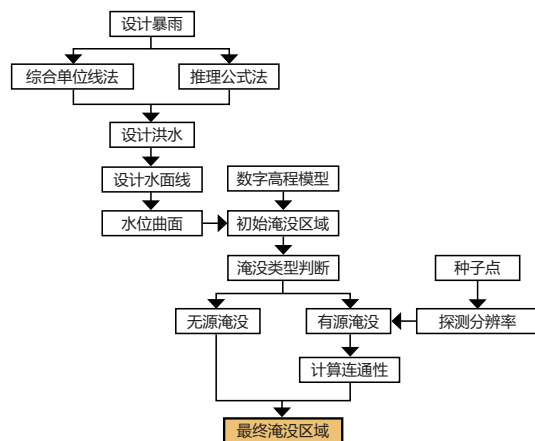 设计暴雨
综合单位线法
推理公式法
设计洪水
设计水面线
数字高程模型
水位曲面
初始淹没区域
淹没类型判断
种子点
无源淹没
有源淹没
探测分辨率
计算连通性
最终淹没区域